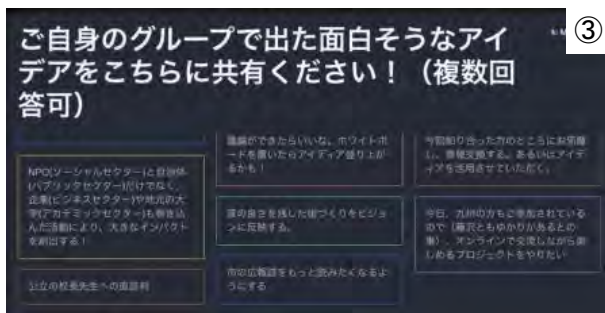 ③
ご自身のグループで出た面白そうなアイ
デアをこちらに共有ください！（複数回
答可）
NPO(ソーシャルセクター)と自治体
(パブリックセクター)だけでなく、
企業(ビジネスセクター)や地元の大
学(アカデミックセクター)も巻き込
んだ活動により、大きなインパクト
を創出する！
公立の校長先生への直談判
議論ができたらいいな、ホワイトボ
ードを置いたらアイディア盛り上が
るかも！
の良さを残した街づくりをビジョ
ンに反映する。
市の広報誌をもっと読みたくなるよ
うにする
今回知り合った方のところにお邪魔
し、情報交換する。あるいはアイデ
ィアを活用させていただく。
今日、九州の方もご参加されている
ので（藤沢ともゆかりがあるとの
事）、オンラインで交流しながら楽
しめるプロジェクトをやりたい